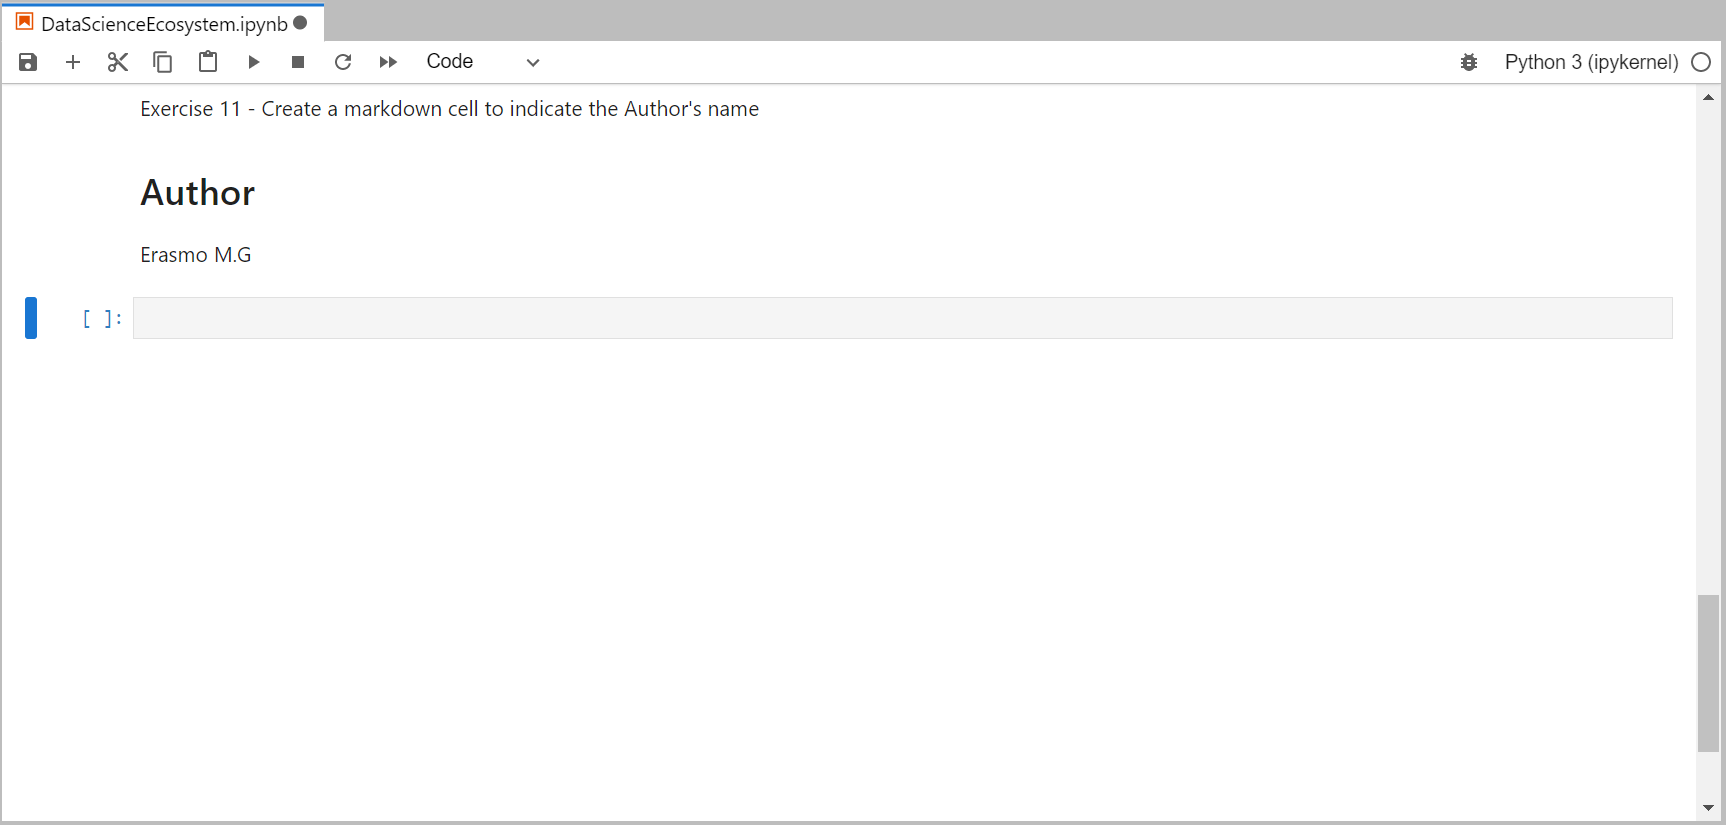 DataScienceEcosystem.ipynb
Code
Python 3 (ipykernel)
Exercise 11 - Create a markdown cell to indicate the Author's name
Author
Erasmo M.G
[ ]: